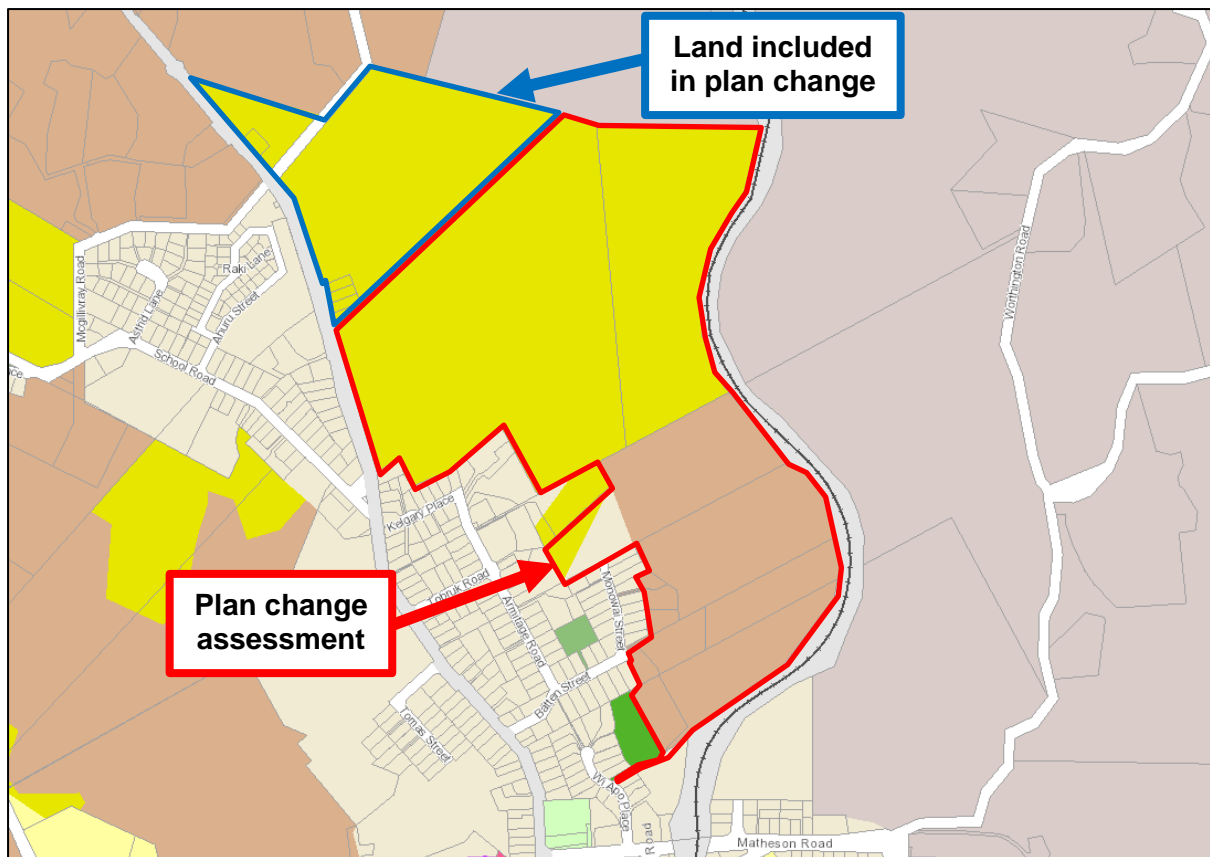 Land included
in plan change
Worthington Road
Mcgillivray Road
Raki Lane
Astrid Lane
Ahuru Street
School Road
Kelgary Place
Plan change
assessment
Tobruk Road
Armitage Road
Monowai Street
Batten Street
Tomas Street
Wi Apo Place
Road
Matheson Road